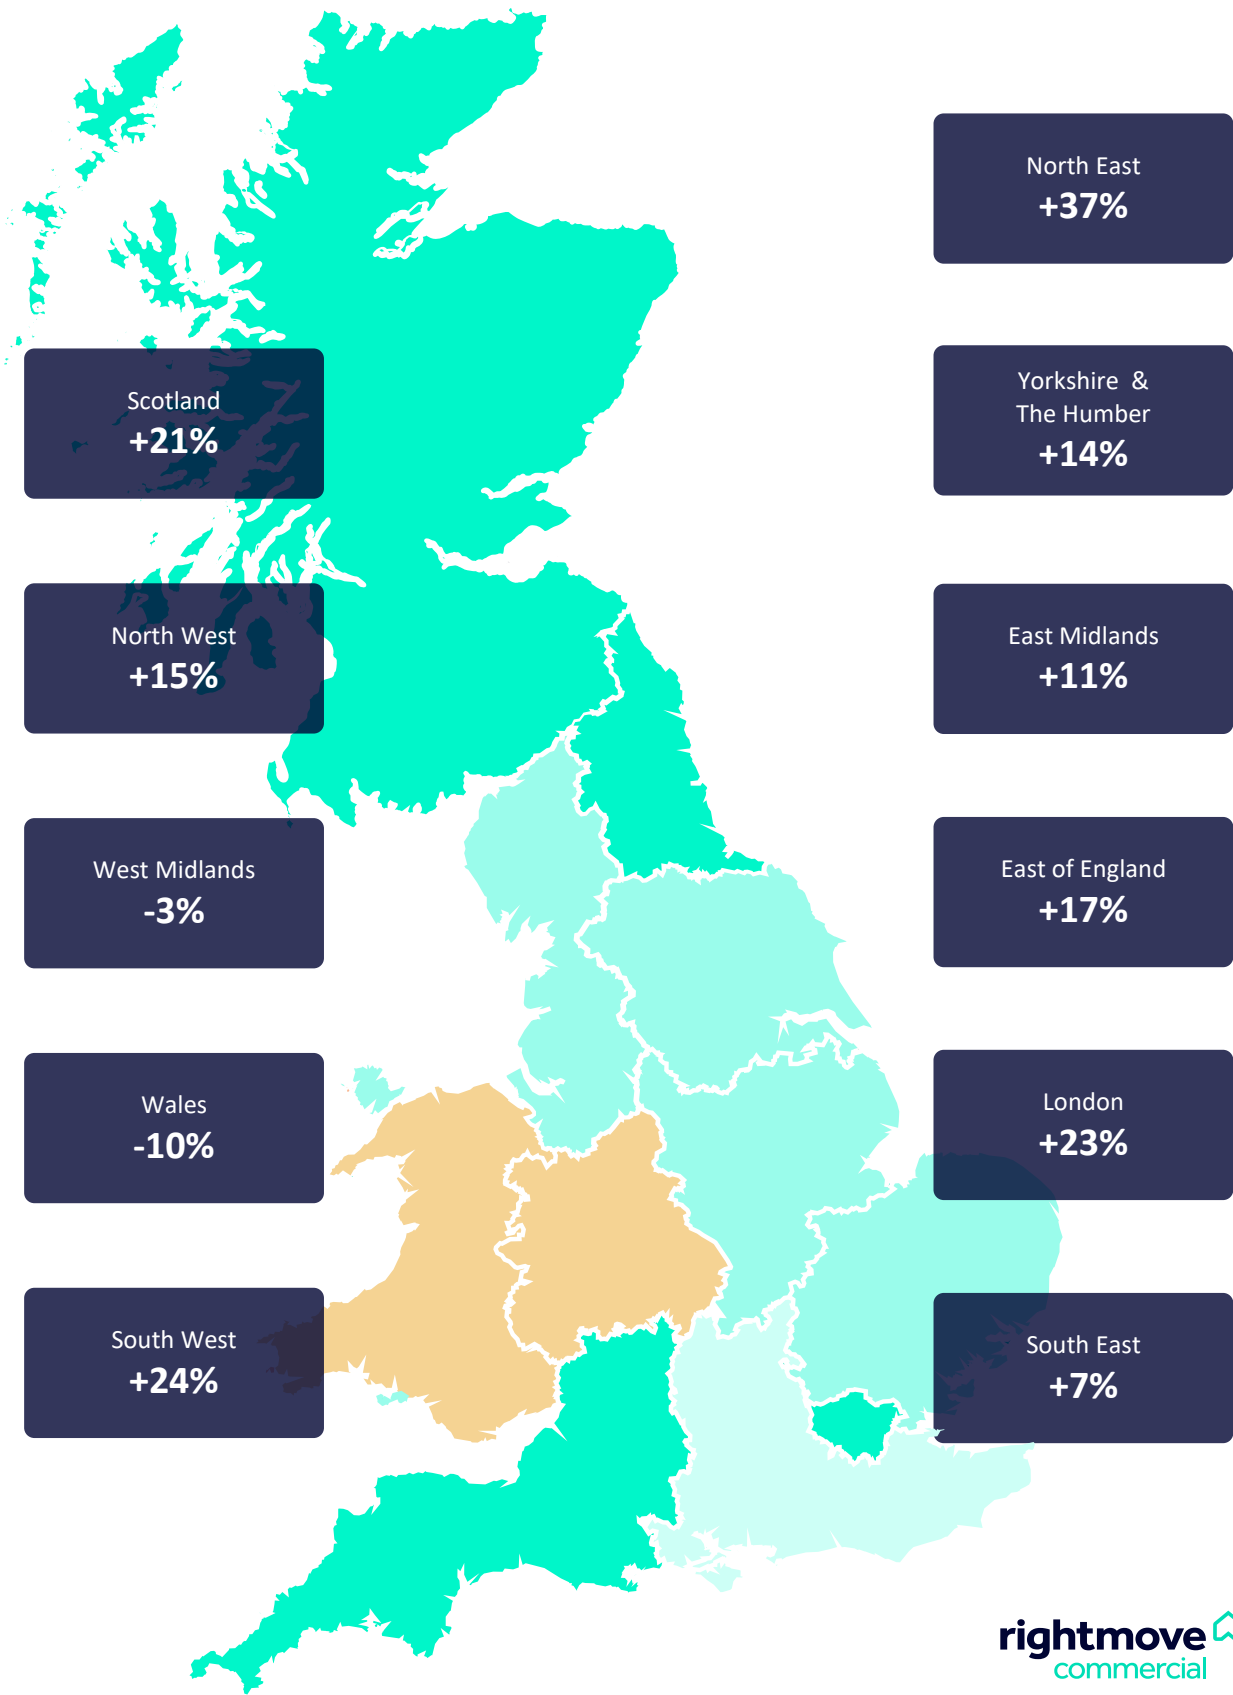 North East
+37%
Scotland
+21%
Yorkshire &
The Humber
+14%
North West
+15%
East Midlands
+11%
West Midlands
-3%
East of England
+17%
Wales
-10%
London
+23%
South West
+24%
South East
+7%
rightmove
commercial